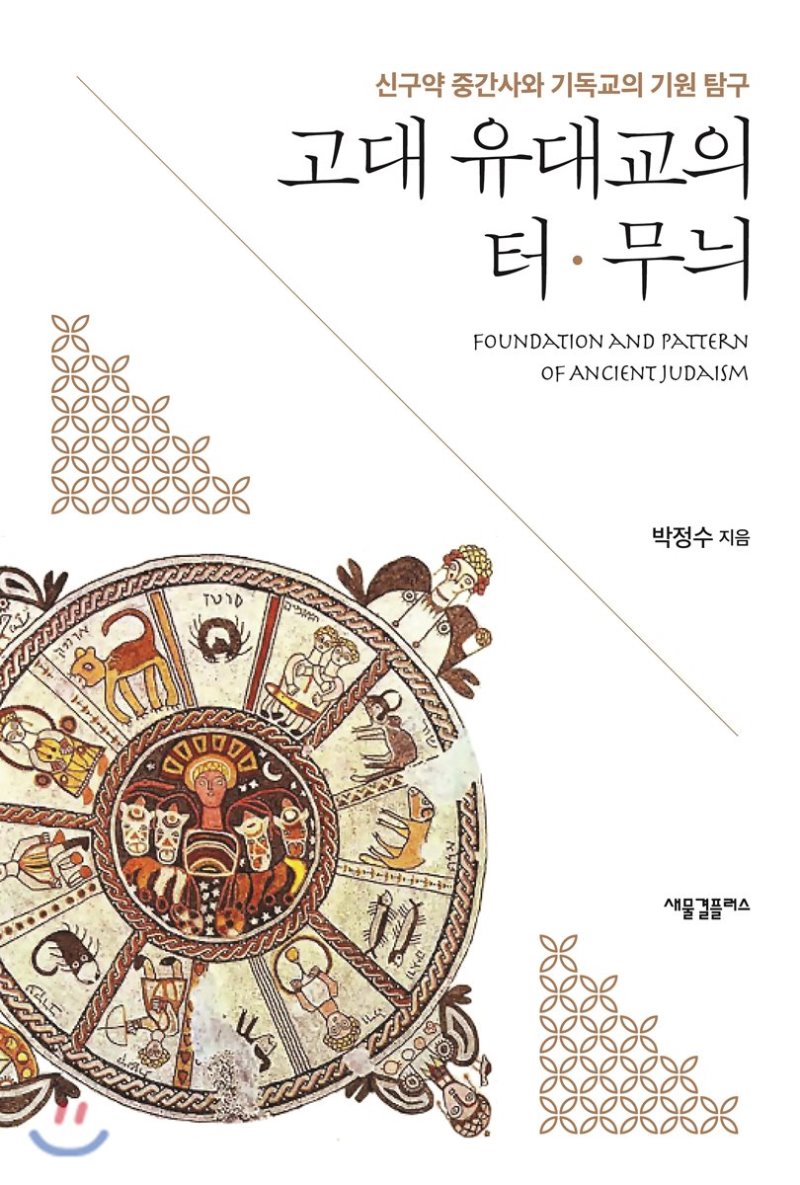 신구약 중간사와 기독교의 기원 탐구
고대 유대교의
터·무늬
FOUNDATION AND PATTERN
OF ANCIENT JUDAISM
박정수 지음
סרטן
새물결플러스